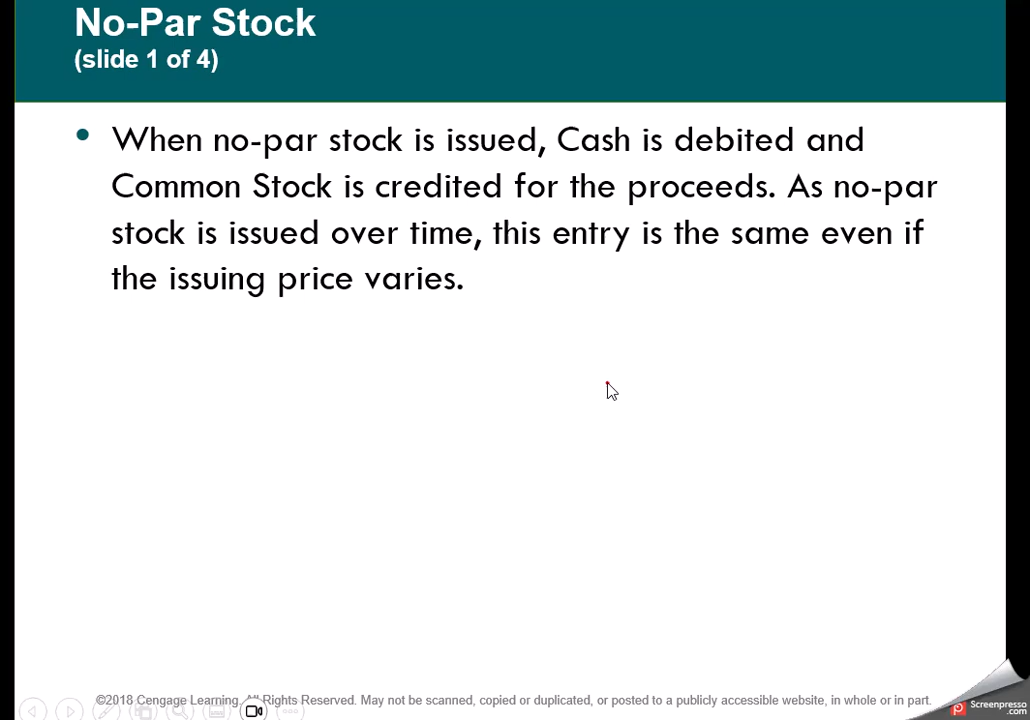 No-Par Stock
(slide 1 of 4)
• When no-par stock is issued, Cash is debited and
Common Stock is credited for the proceeds. As no-par
stock is issued over time, this entry is the same even if
the issuing price varies.
©2018 Cengage Learning. All Rights Reserved. May not be scanned, copied or duplicated, or posted to a publicly accessible website, in whole or in part.
Screenpresso
.com